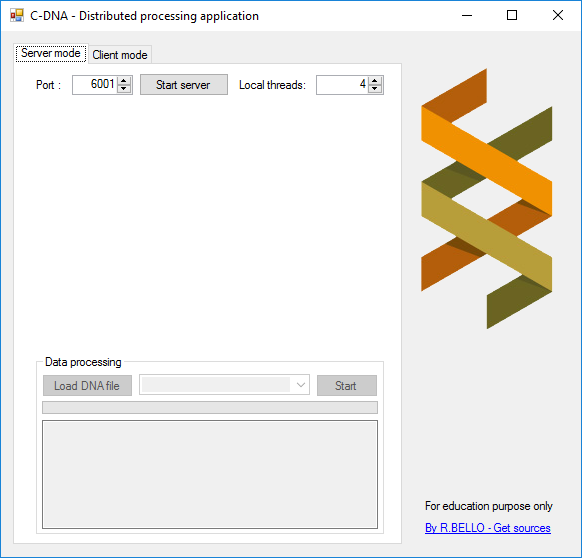 C-DNA - Distributed processing application
Server mode Client mode
Port : 6001 Start server Local threads: 4
Data processing
Load DNA file Start
For education purpose only
By R.BELLO - Get sources